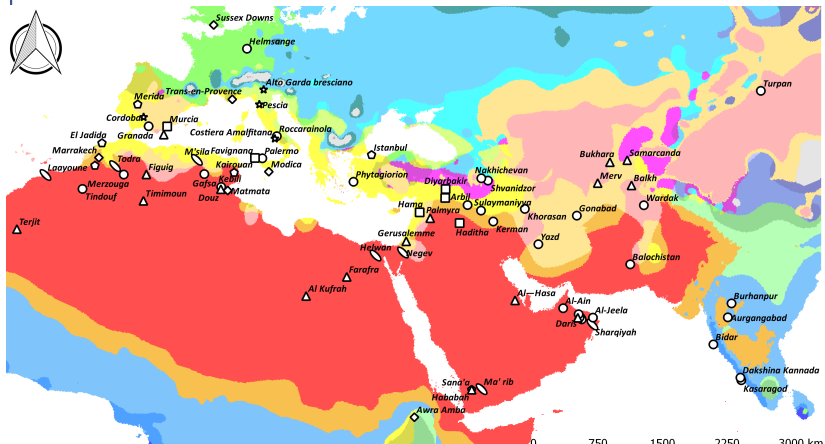 Sussex Downs
Helmsange
Alto Garda bresciano
Trans-en-Provence
Merida
Pescia
Turpan
Cordoba
Murcia
Granada
Costiera Amalfitana
Roccarainola
El Jadida
Marrakech
M'sila
Favignana
Palermo
Istanbul
Bukhara
Samarcanda
Laayoune
Todra
Figuig
Kairouan
Modica
Phytagiorion
Nakhichevan
Merv
Balkh
Merzouga
Gafsa
Kebili
Matmata
Diyarbakir
Shvanidzor
Tindouf
Timimoun
Douz
Arbil
Sulaymaniyya
Wardak
Terjit
Hama
Palmyra
Khorasan
Gonabad
Gerusalemme
Haditha
Kerman
Helwan
Negev
Yazd
Balochistan
Farafra
Al Kufrah
Al—Hasa
Al-Ain
Al-Jeela
Burhanpur
Daris
Sharqiyah
Aurgangabad
Bidar
Sana'a
Ma' rib
Dakshina Kannada
Hababah
Kasaragod
Awra Amba
0 750 1500 2250 3000 km